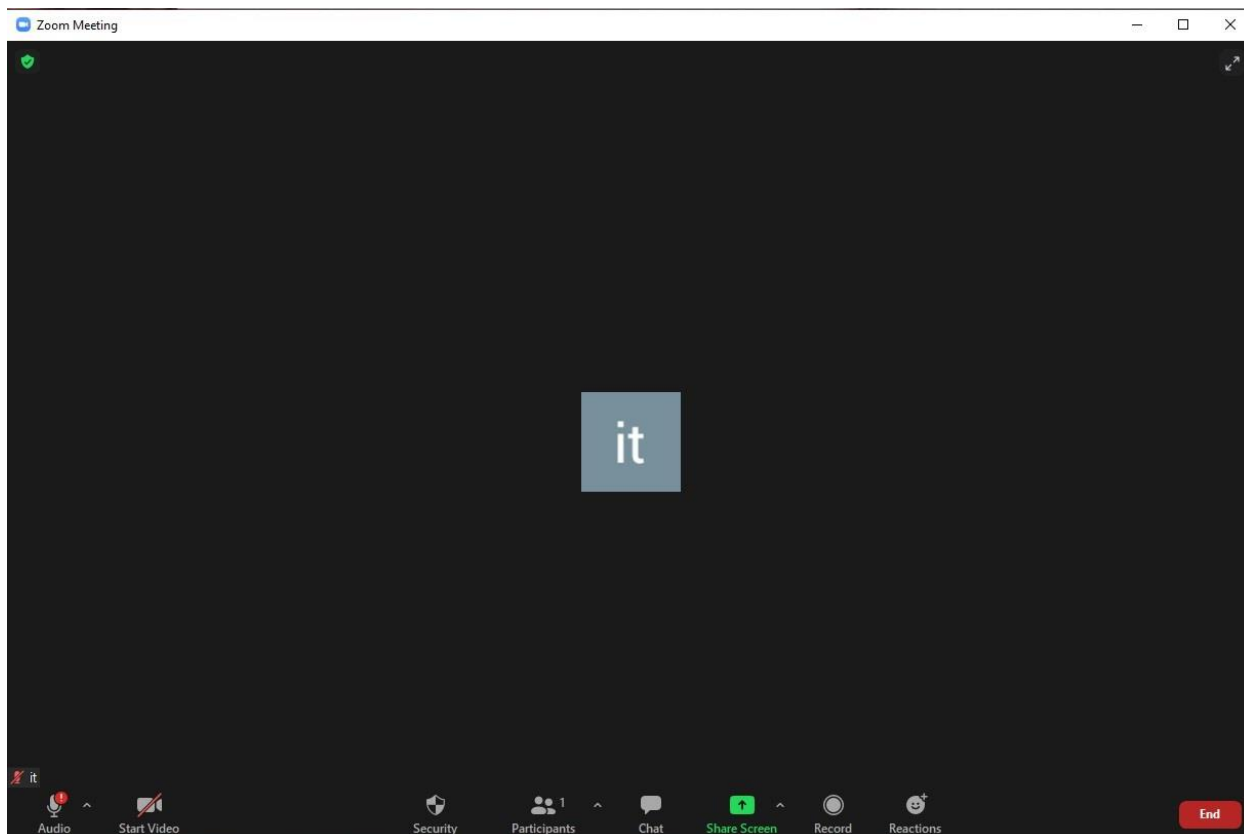 Zoom Meeting
it
it
Audio
Start Video
Security
Participants
1
Chat
Share Screen
Record
Reactions
End